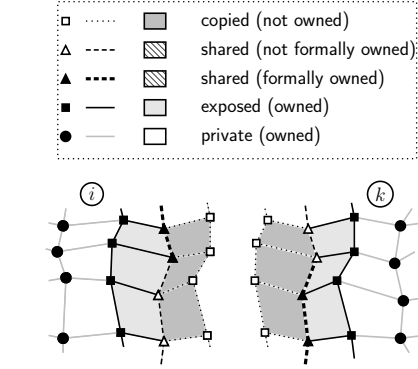 copied (not owned)
shared (not formally owned)
shared (formally owned)
exposed (owned)
private (owned)
i
k